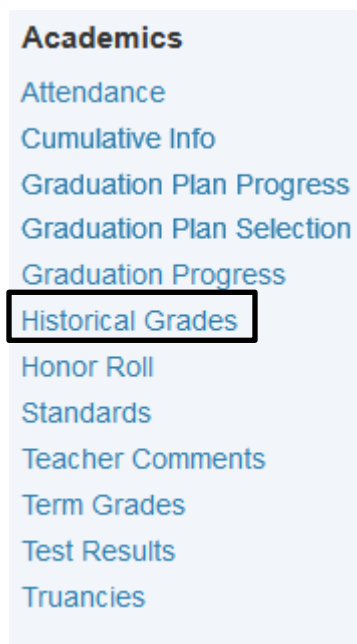 Academics
Attendance
Cumulative Info
Graduation Plan Progress
Graduation Plan Selection
Graduation Progress
Historical Grades
Honor Roll
Standards
Teacher Comments
Term Grades
Test Results
Truancies